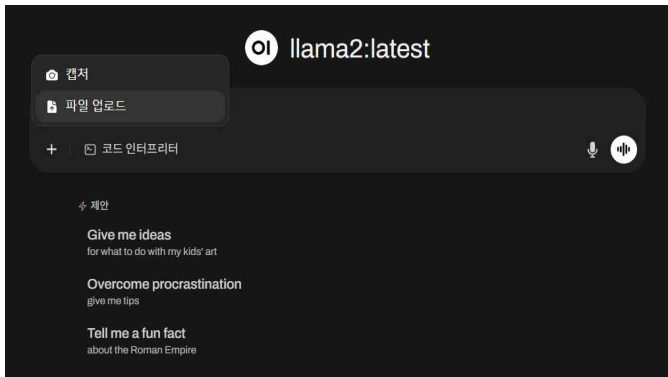 OI llama2:latest
캡처
파일 업로드
코드 인터프리터
제안
Give me ideas
for what to do with my kids' art
Overcome procrastination
give me tips
Tell me a fun fact
about the Roman Empire